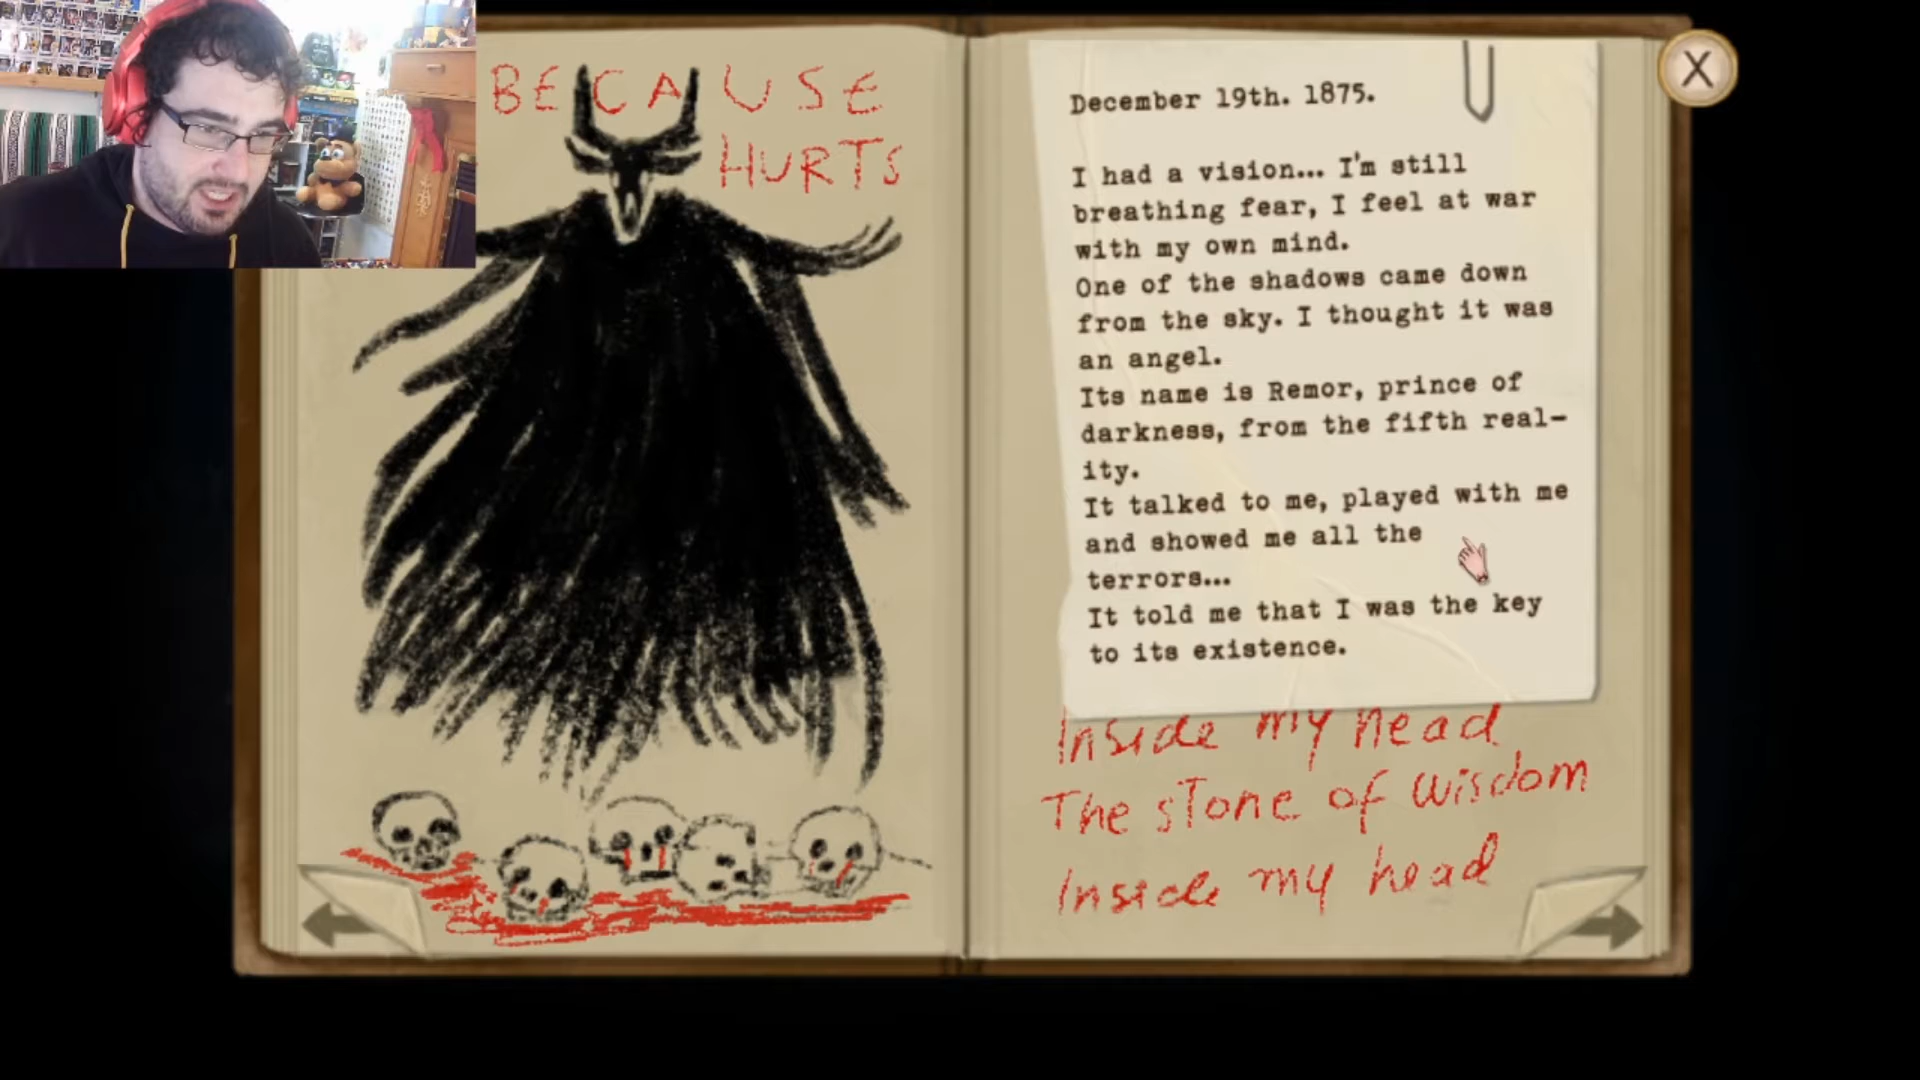 BECAUSE
HURTS
December 19th. 1875.
I had a vision... I'm still
breathing fear, I feel at war
with my own mind.
One of the shadows came down
from the sky. I thought it was
an angel.
Its name is Remor, prince of
darkness, from the fifth real-
ity.
It talked to me, played with me
and showed me all the
terrors...
It told me that I was the key
to its existence.
Inside my head
The stone of wisdom
Inside my head
X